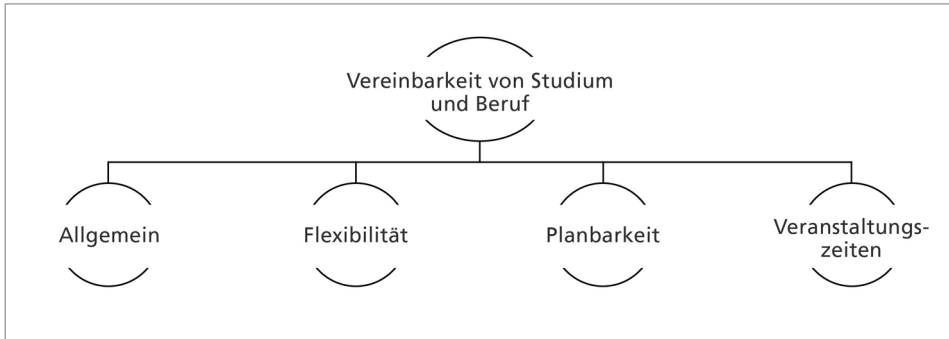 Vereinbarkeit von Studium
und Beruf
Allgemein
Flexibilität
Planbarkeit
Veranstaltungs-
zeiten